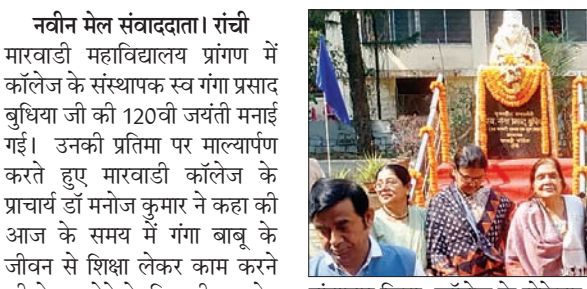 नवीन मेल संवाददाता। रांची
मारवाडी महाविद्यालय प्रांगण में
कॉलेज के संस्थापक स्व गंगा प्रसाद
बुधिया जी की 120वी जयंती मनाई
गई। उनकी प्रतिमा पर माल्यार्पण
करते हुए मारवाडी कॉलेज के
प्राचार्य डॉ मनोज कुमार ने कहा की
आज के समय में गंगा बाबू के
जीवन से शिक्षा लेकर काम करने
स्व. गंगा प्रसाद बुधिया